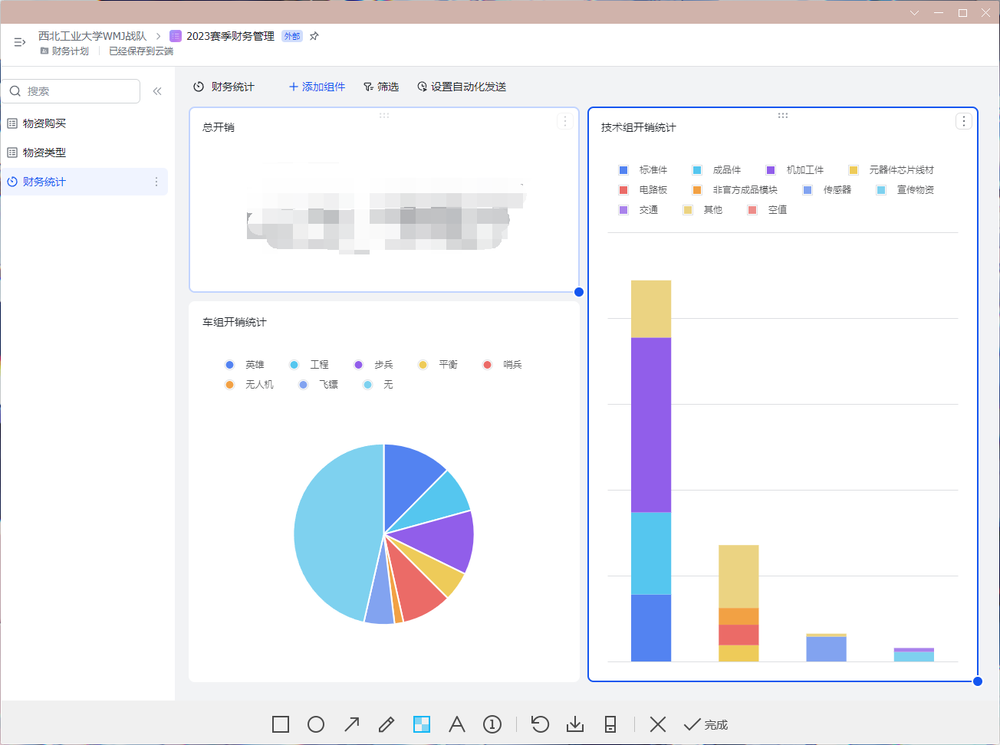 西北工业大学WMJ战队 2023赛季财务管理 外部
财务计划 已经保存到云端
搜索
物资购买
物资类型
财务统计
财务统计 添加组件 筛选 设置自动化发送
总开销
车组开销统计
英雄 工程 步兵 平衡 哨兵
无人机 飞镖 无
技术组开销统计
标准件 成品件 机加工件 元器件芯片线材
电路板 非官方成品模块 传感器 宣传物资
交通 其他 空值
完成